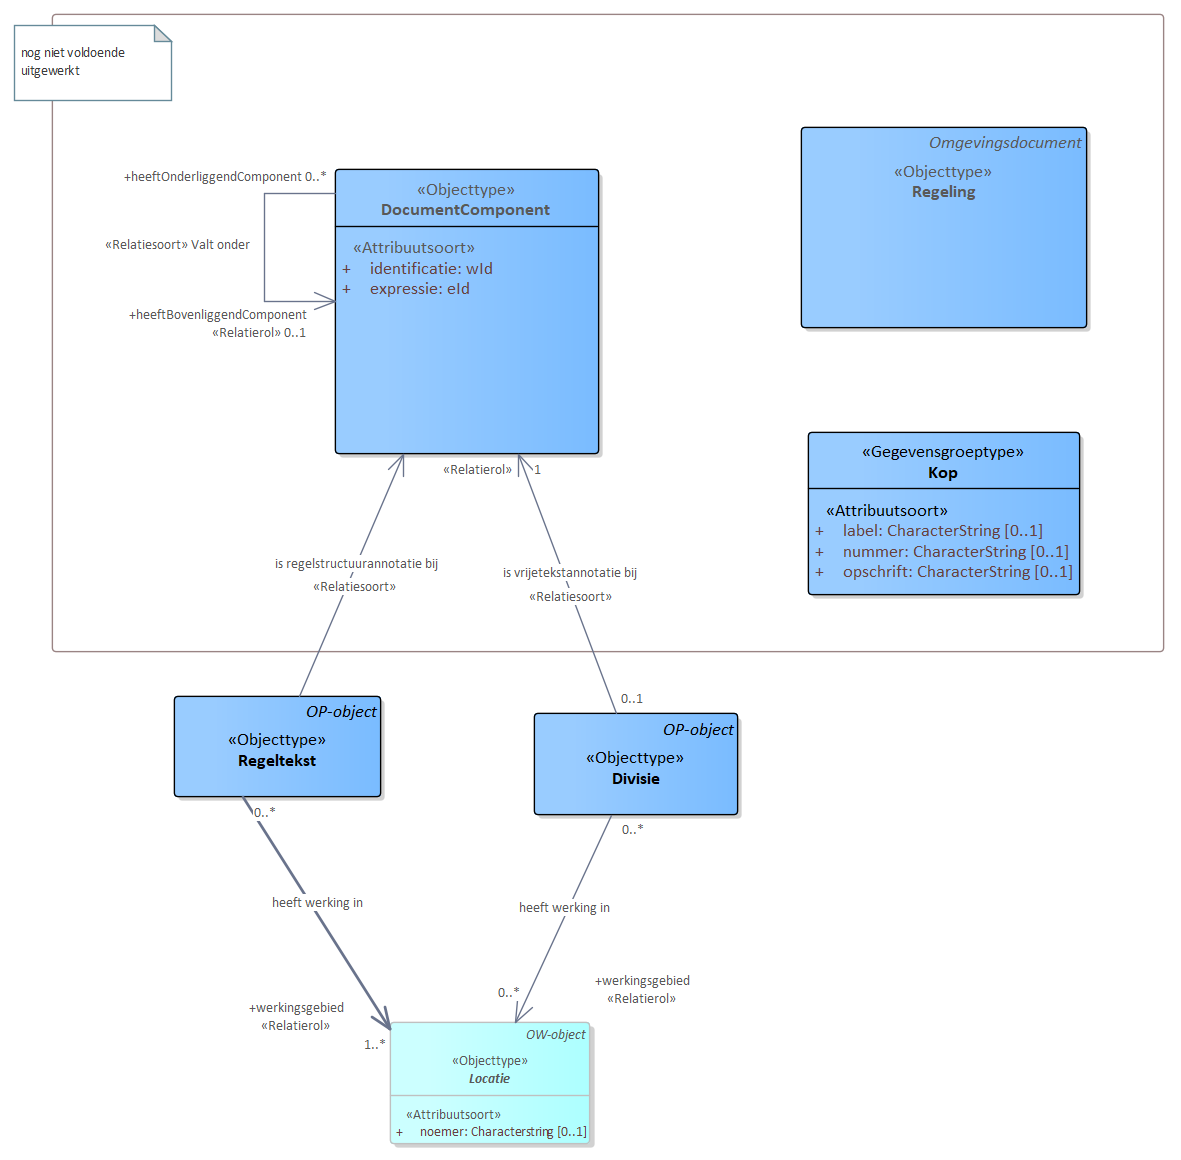 nog niet voldoende
uitgewerkt
Omgevingsdocument
«Objecttype»
Regeling
+heeftOnderliggendComponent 0..*
«Objecttype»
DocumentComponent
«Relatiesoort» Valt onder
«Attribuutsoort»
+ identificatie: wId
+ expressie: eId
+heeftBovenliggendComponent
«Relatierol» 0..1
«Gegevensgroeptype»
Kop
«Attribuutsoort»
+ label: CharacterString [0..1]
+ nummer: CharacterString [0..1]
+ opschrift: CharacterString [0..1]
«Relatierol» 1
is regelstructuurannotatie bij
«Relatiesoort»
is vrijetekstannotatie bij
«Relatiesoort»
0..1
OP-object
«Objecttype»
Regeltekst
OP-object
«Objecttype»
Divisie
0..*
0..*
heeft werking in
heeft werking in
+werkingsgebied
«Relatierol»
0..*
+werkingsgebied
«Relatierol»
1..*
OW-object
«Objecttype»
Locatie
«Attribuutsoort»
+ noemer: Characterstring [0..1]